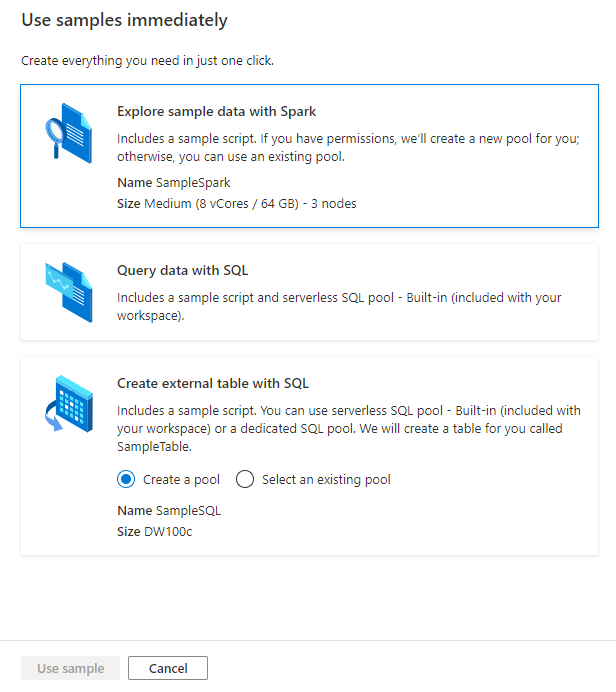 Use samples immediately
Create everything you need in just one click.
Explore sample data with Spark
Includes a sample script. If you have permissions, we'll create a new pool for you;
otherwise, you can use an existing pool.
Name SampleSpark
Size Medium (8 vCores / 64 GB) - 3 nodes
Query data with SQL
Includes a sample script and serverless SQL pool - Built-in (included with your
workspace).
Create external table with SQL
Includes a sample script. You can use serverless SQL pool - Built-in (included with
your workspace) or a dedicated SQL pool. We will create a table for you called
SampleTable.
Create a pool Select an existing pool
Name SampleSQL
Size DW100c
Use sample Cancel